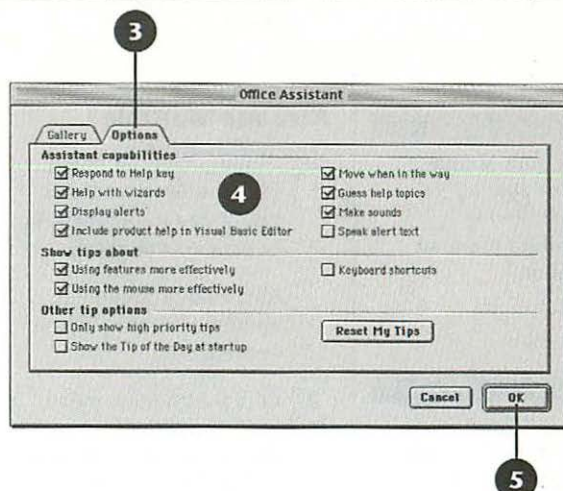 3
Office Assistant
Gallery Options
Assistant capabilities
Respond to Help key
Help with wizards
Display alerts
Include product help in Visual Basic Editor
Move when in the way
Guess help topics
Make sounds
Speak alert text
4
Show tips about
Using features more effectively
Using the mouse more effectively
Keyboard shortcuts
Other tip options
Only show high priority tips
Show the Tip of the Day at startup
Reset My Tips
Cancel OK
5